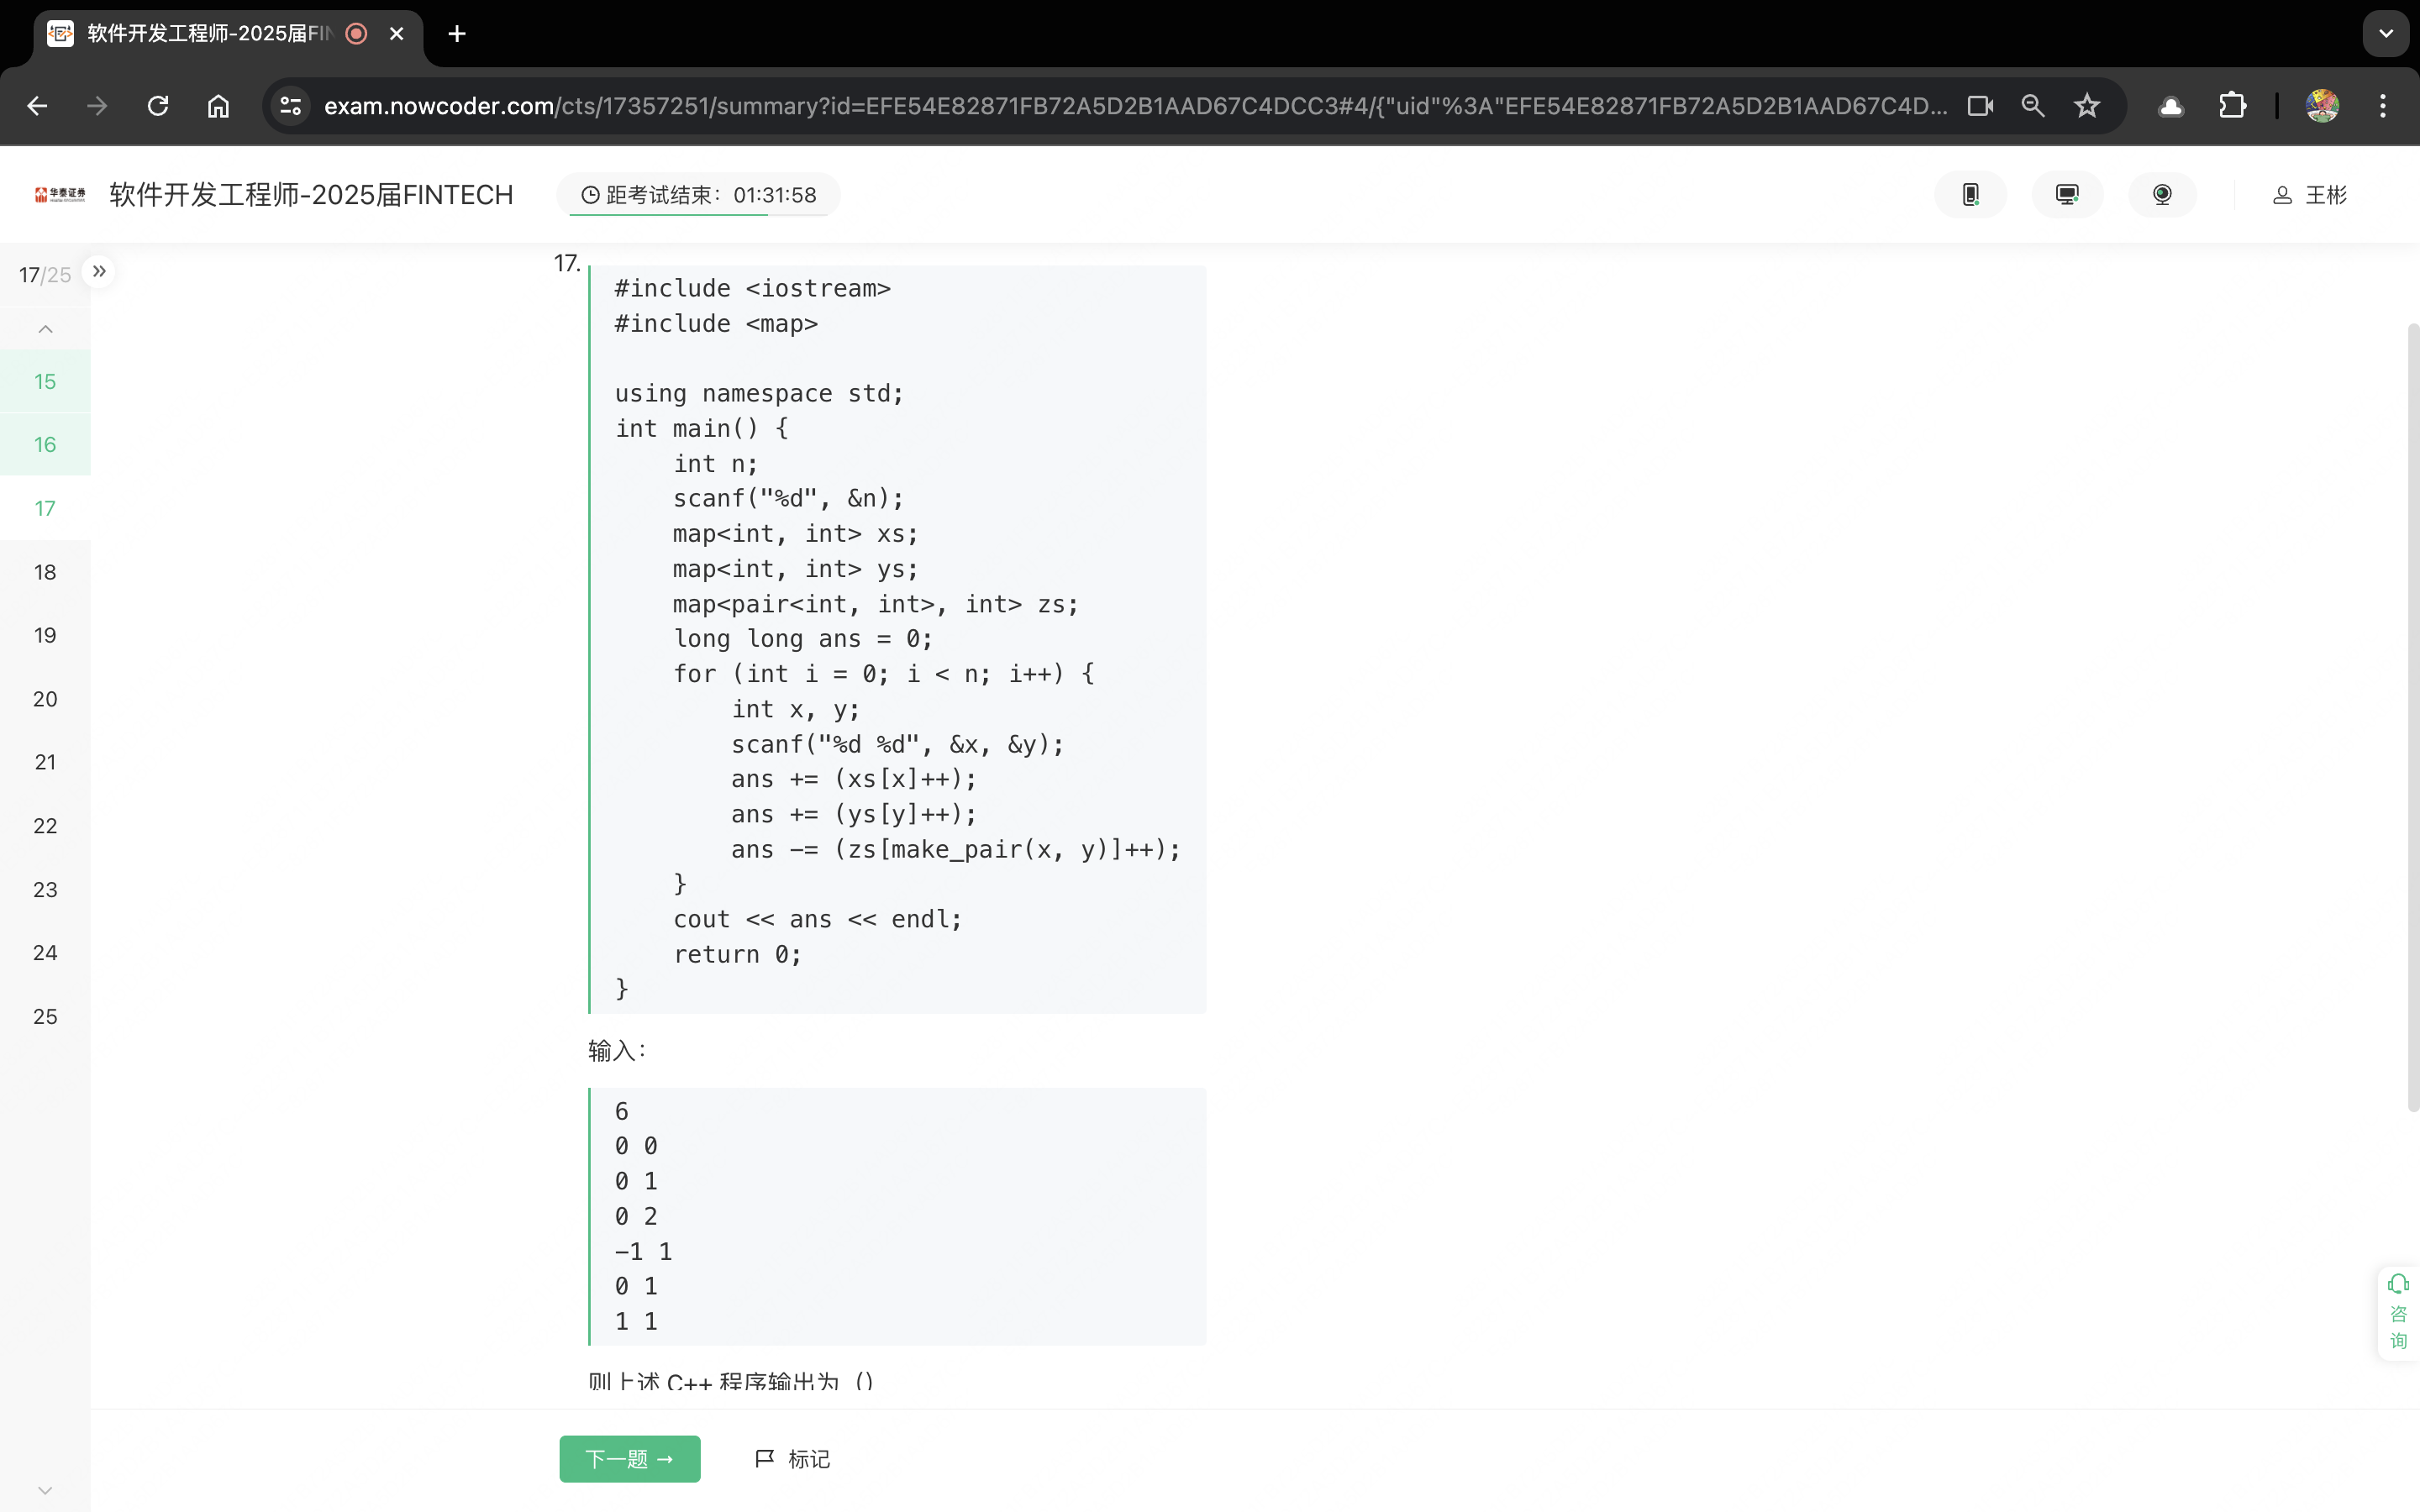 软件开发工程师-2025届FIN
exam.nowcoder.com/cts/17357251/summary?id=EFE54E82871FB72A5D2B1AAD67C4DCC3#4/{"uid"%3A"EFE54E82871FB72A5D2B1AAD67C4D...
华泰证券
软件开发工程师-2025届FINTECH
距考试结束：01:31:58
王彬
17/25
15
16
17
18
19
20
21
22
23
24
25
17.
#include <iostream>
#include <map>
using namespace std;
int main() {
    int n;
    scanf("%d", &n);
    map<int, int> xs;
    map<int, int> ys;
    map<pair<int, int>, int> zs;
    long long ans = 0;
    for (int i = 0; i < n; i++) {
        int x, y;
        scanf("%d %d", &x, &y);
        ans += (xs[x]++);
        ans += (ys[y]++);
        ans -= (zs[make_pair(x, y)]++);
    }
    cout << ans << endl;
    return 0;
}
输入：
6
0 0
0 1
0 2
-1 1
0 1
1 1
则上述 C++ 程序输出为（）
下一题 →
标记
咨
询